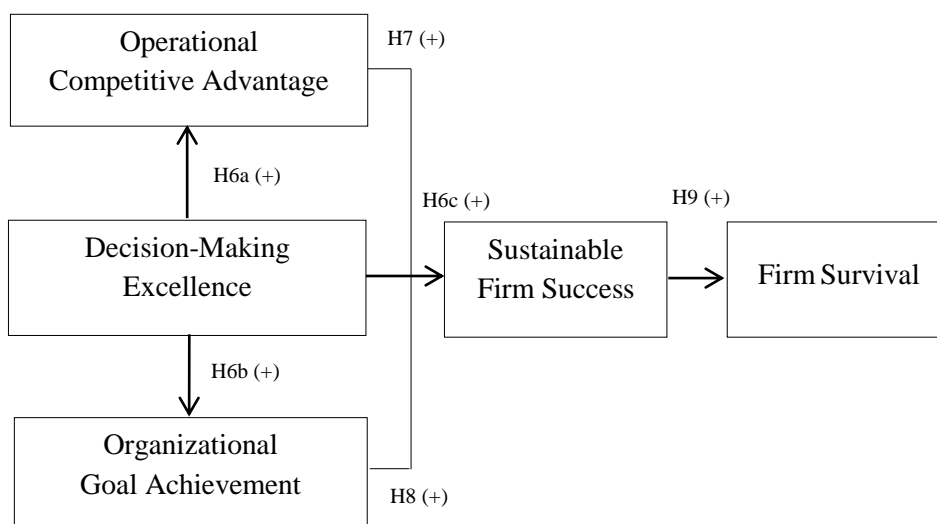 Operational
Competitive Advantage
H7 (+)
H6a (+)
Decision-Making
Excellence
H6c (+)
Sustainable
Firm Success
H9 (+)
Firm Survival
H6b (+)
Organizational
Goal Achievement
H8 (+)